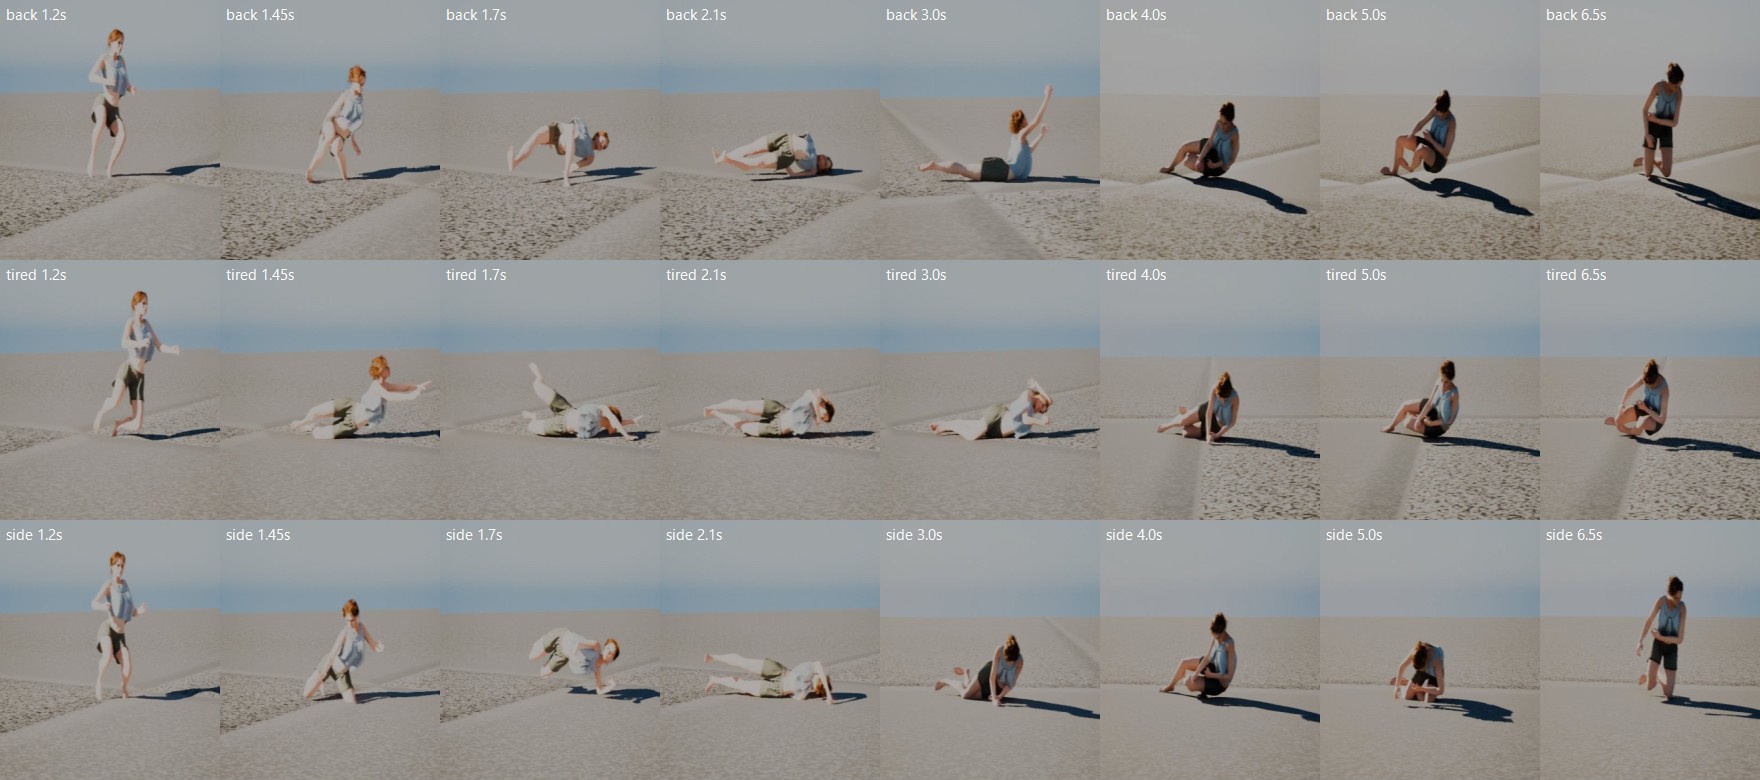 back 1.2s
back 1.45s
back 1.7s
back 2.1s
back 3.0s
back 4.0s
back 5.0s
back 6.5s
tired 1.2s
tired 1.45s
tired 1.7s
tired 2.1s
tired 3.0s
tired 4.0s
tired 5.0s
tired 6.5s
side 1.2s
side 1.45s
side 1.7s
side 2.1s
side 3.0s
side 4.0s
side 5.0s
side 6.5s